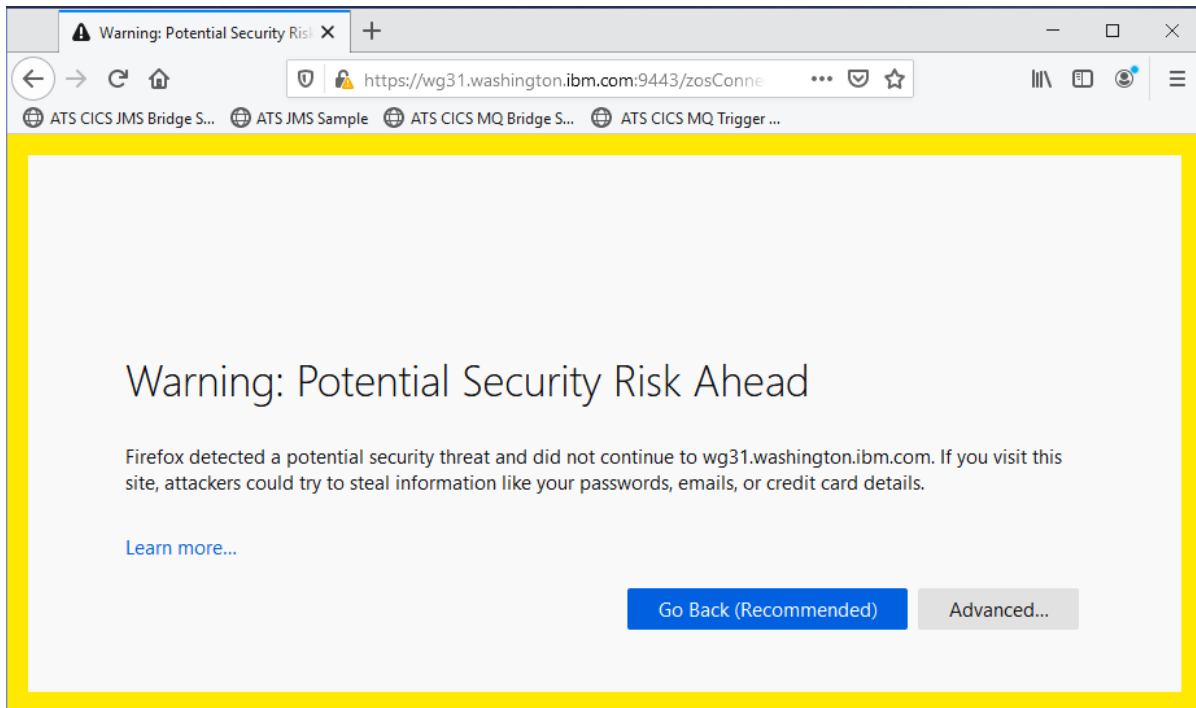 Warning: Potential Security Ris
https://wg31.washington.ibm.com:9443/zosConne
ATS CICS JMS Bridge S... ATS JMS Sample ATS CICS MQ Bridge S... ATS CICS MQ Trigger ...
Warning: Potential Security Risk Ahead
Firefox detected a potential security threat and did not continue to wg31.washington.ibm.com. If you visit this
site, attackers could try to steal information like your passwords, emails, or credit card details.
Learn more...
Go Back (Recommended) Advanced...